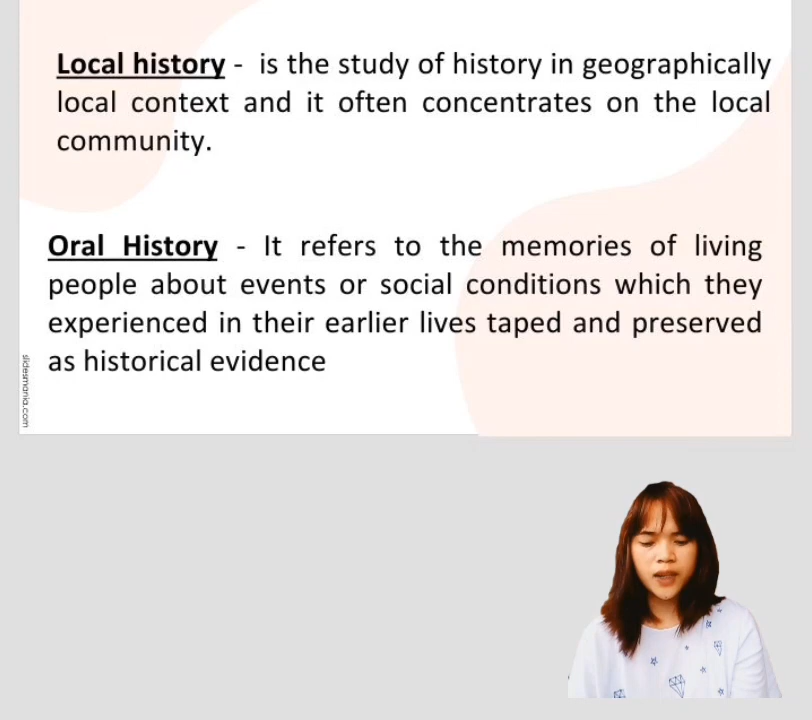 Local history - is the study of history in geographically
local context and it often concentrates on the local
community.
Oral History - It refers to the memories of living
people about events or social conditions which they
experienced in their earlier lives taped and preserved
as historical evidence
slidesmania.com